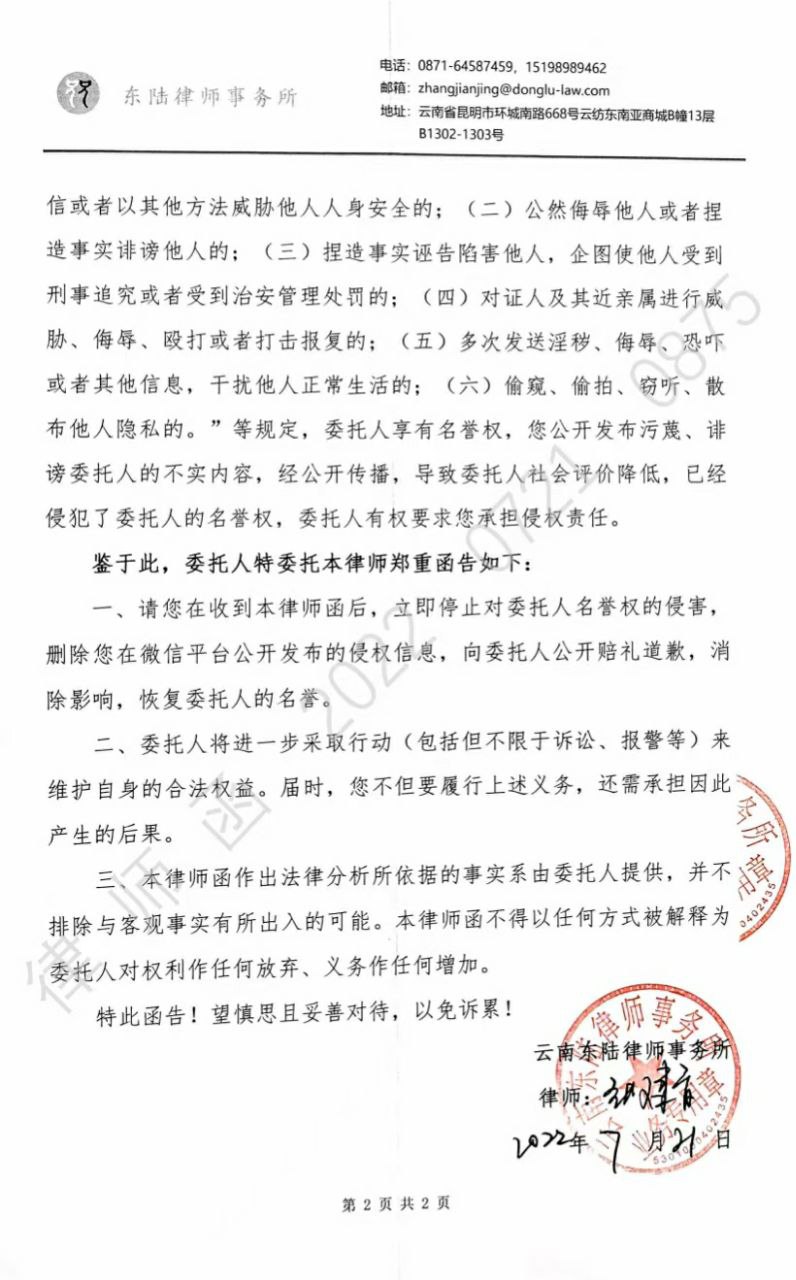 东陆律师事务所
电话：0871-64587459，15198989462
邮箱：zhangjianjing@donglu-law.com
地址：云南省昆明市环城南路668号云纺东南亚商城B幢13层
B1302-1303号
信或者以其他方法威胁他人人身安全的；（二）公然侮辱他人或者捏
造事实诽谤他人的；（三）捏造事实诬告陷害他人，企图使他人受到
刑事追究或者受到治安管理处罚的；（四）对证人及其近亲属进行威
胁、侮辱、殴打或者打击报复的；（五）多次发送淫秽、侮辱、恐吓
或者其他信息，干扰他人正常生活的；（六）偷窥、偷拍、窃听、散
布他人隐私的。”等规定，委托人享有名誉权，您公开发布污蔑、诽
谤委托人的不实内容，经公开传播，导致委托人社会评价降低，已经
侵犯了委托人的名誉权，委托人有权要求您承担侵权责任。
鉴于此，委托人特委托本律师郑重函告如下：
一、请您在收到本律师函后，立即停止对委托人名誉权的侵害，
删除您在微信平台公开发布的侵权信息，向委托人公开赔礼道歉，消
除影响，恢复委托人的名誉。
二、委托人将进一步采取行动（包括但不限于诉讼、报警等）来
维护自身的合法权益。届时，您不但要履行上述义务，还需承担因此
产生的后果。
三、本律师函作出法律分析所依据的事实系由委托人提供，并不
排除与客观事实有所出入的可能。本律师函不得以任何方式被解释为
委托人对权利作任何放弃、义务作任何增加。
特此函告！望慎思且妥善对待，以免诉累！
云南东陆律师事务所
律师：
2022年7月21日
第 2 页 共 2 页
律师函 2022 0721 0875
务所
章
0402435
东陆律师事务所
业务专用章
5301000402435